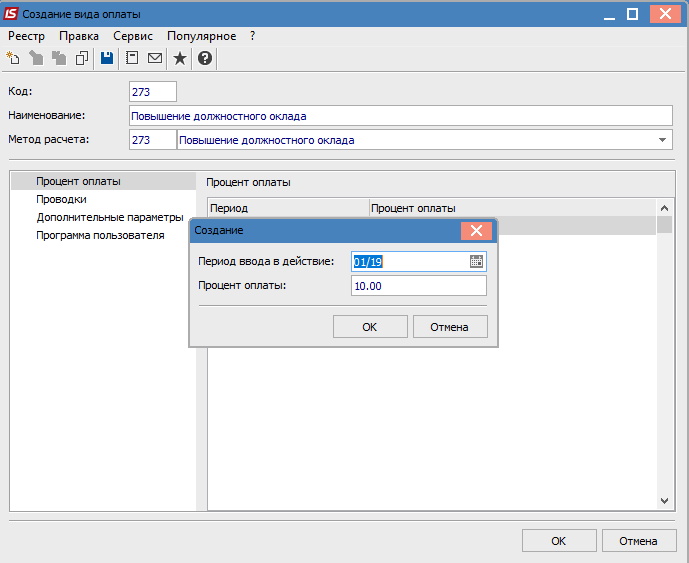 IS Создание вида оплаты
Реестр Правка Сервис Популярное ?
Код: 273
Наименование: Повышение должностного оклада
Метод расчета: 273 Повышение должностного оклада
Процент оплаты
Проводки
Дополнительные параметры
Программа пользователя
Процент оплаты
Период Процент оплаты
Создание
Период ввода в действие: 01/19
Процент оплаты: 10.00
OK Отмена
OK Отмена